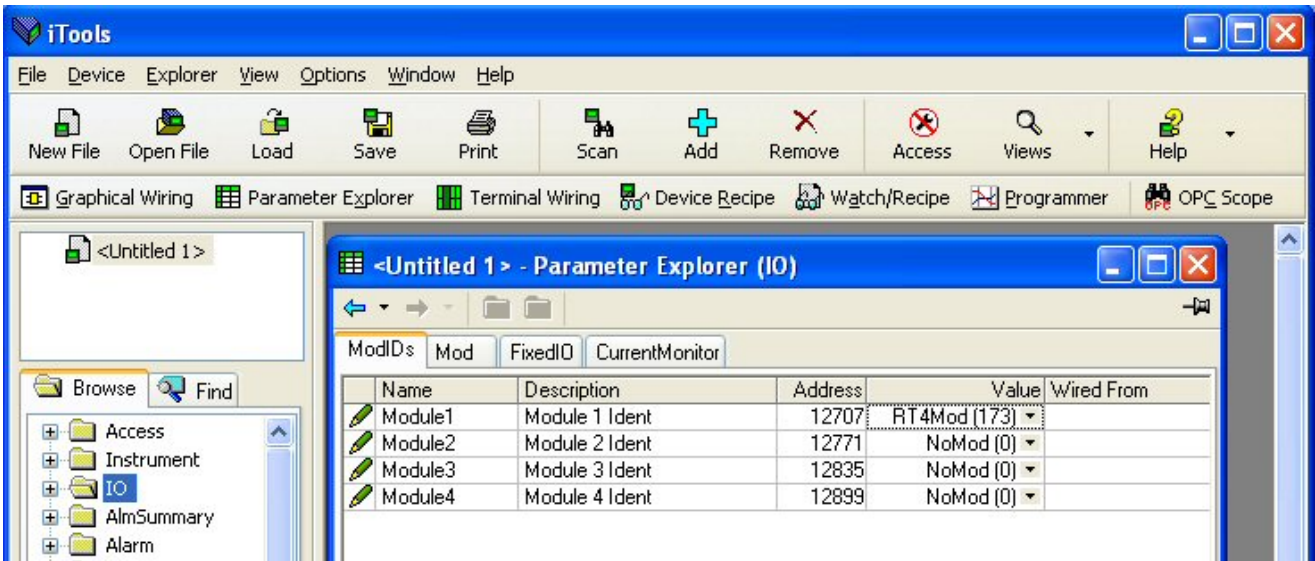 iTools
File Device Explorer View Options Window Help
New File Open File Load Save Print Scan Add Remove Access Views Help
Graphical Wiring Parameter Explorer Terminal Wiring Device Recipe Watch/Recipe Programmer OPC OPC Scope
<Untitled 1>
<Untitled 1> - Parameter Explorer (IO)
ModIDs Mod FixedIO CurrentMonitor
Browse Find
Name Description Address Value Wired From
Module1 Module 1 Ident 12707 RT4Mod (173)
Module2 Module 2 Ident 12771 NoMod (0)
Module3 Module 3 Ident 12835 NoMod (0)
Module4 Module 4 Ident 12899 NoMod (0)
Access
Instrument
IO
AlmSummary
Alarm